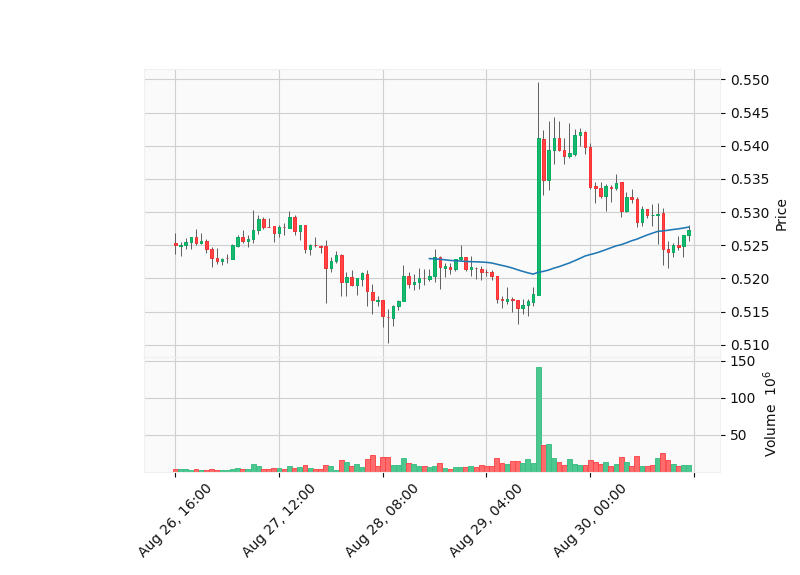 0.550
0.545
0.540
0.535
0.530
0.525
0.520
0.515
0.510
Price
150
100
50
Volume 10^6
Aug 26, 16:00
Aug 27, 12:00
Aug 28, 08:00
Aug 29, 04:00
Aug 30, 00:00